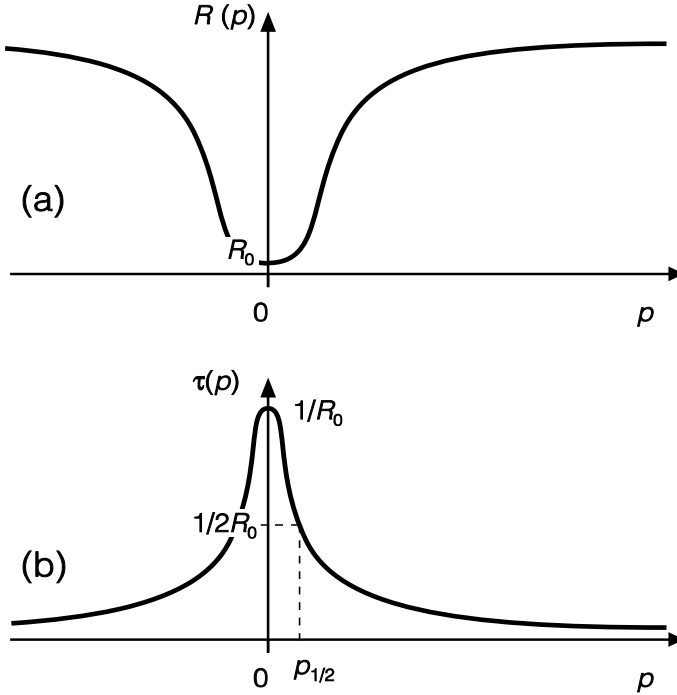 R (p)
(a)
R₀
0 p
τ(p)
1/R₀
1/2R₀
(b)
0 p₁/₂ p